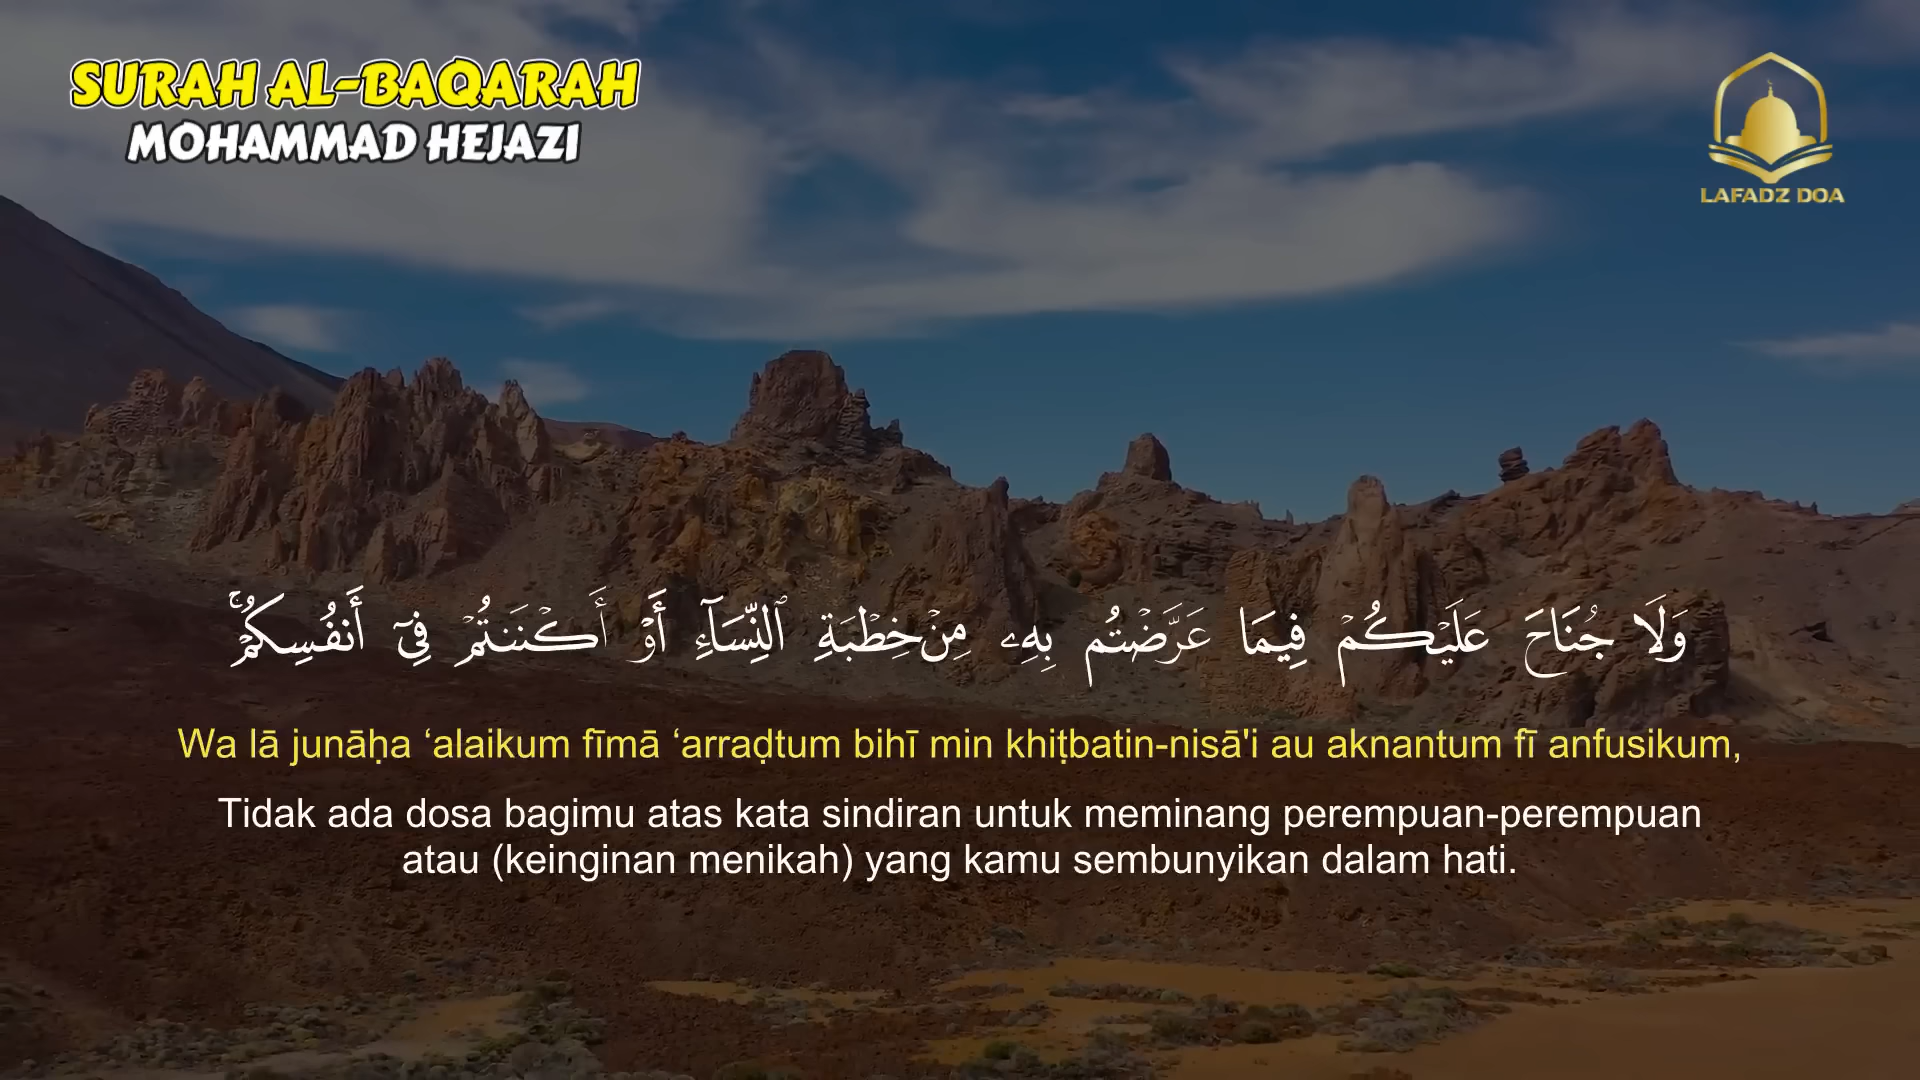 SURAH AL-BAQARAH
MOHAMMAD HEJAZI
LAFADZ DOA
وَلَا جُنَاحَ عَلَيْكُمْ فِيمَا عَرَّضْتُم بِهِۦ مِنْ خِطْبَةِ ٱلنِّسَآءِ أَوْ أَكْنَنتُمْ فِىٓ أَنفُسِكُمْ ۚ
Wa lā junāḥa ‘alaikum fīmā ‘arraḍtum bihī min khiṭbatin-nisā'i au aknantum fī anfusikum,
Tidak ada dosa bagimu atas kata sindiran untuk meminang perempuan-perempuan
atau (keinginan menikah) yang kamu sembunyikan dalam hati.